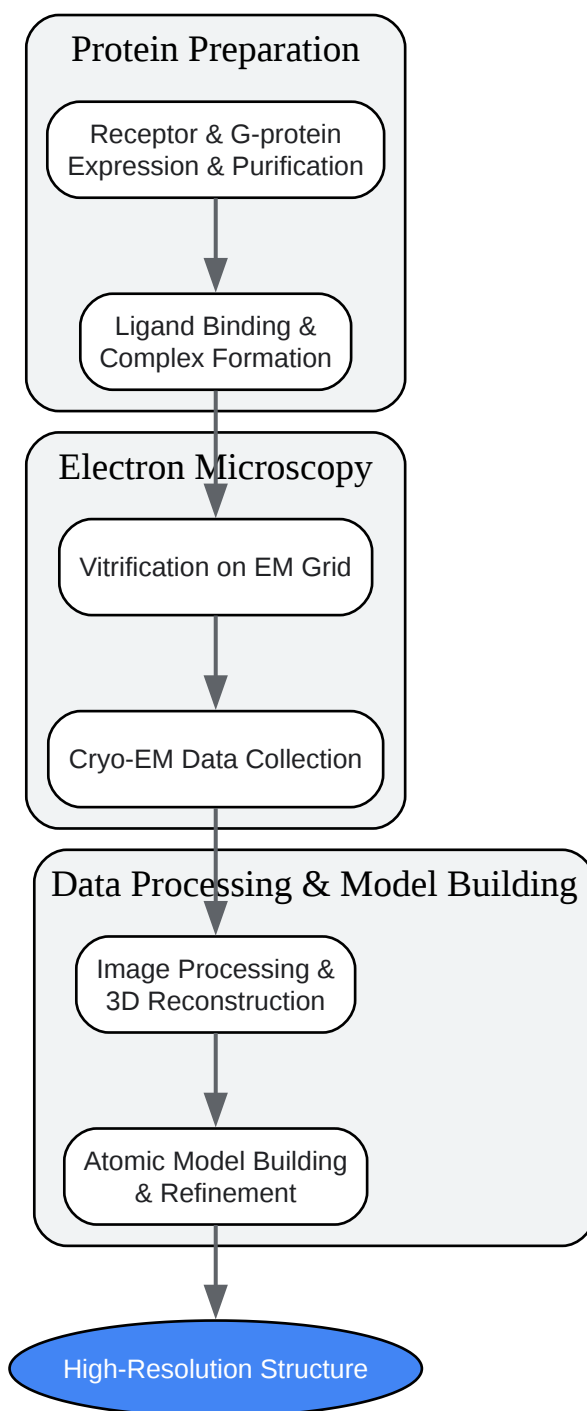 Protein Preparation
Receptor & G-protein
Expression & Purification
Ligand Binding &
Complex Formation
Electron Microscopy
Vitrification on EM Grid
Cryo-EM Data Collection
Data Processing & Model Building
Image Processing &
3D Reconstruction
Atomic Model Building
& Refinement
High-Resolution Structure